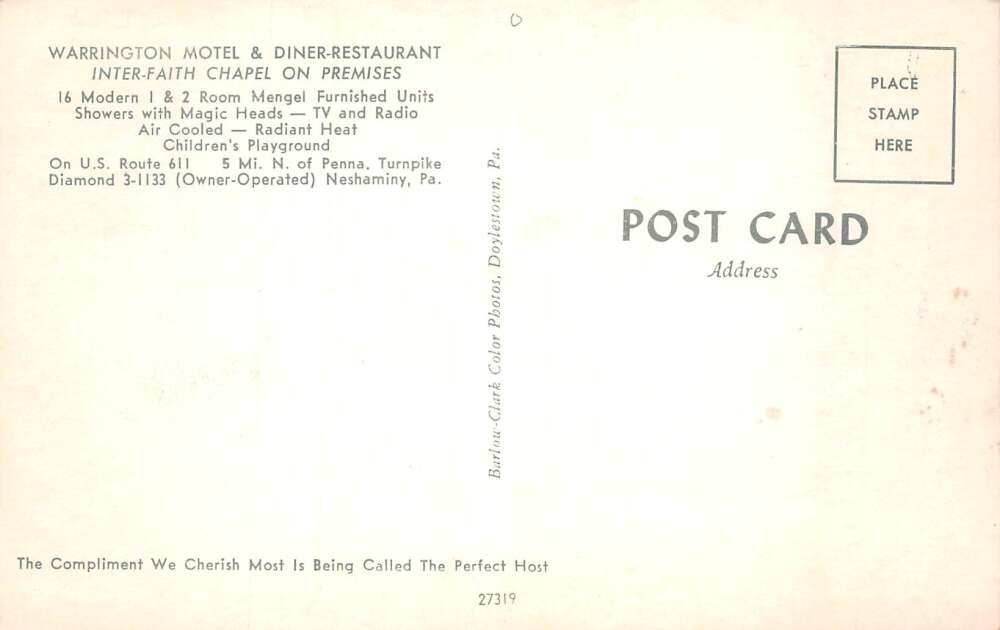 O
WARRINGTON MOTEL & DINER-RESTAURANT
INTER-FAITH CHAPEL ON PREMISES
16 Modern 1 & 2 Room Mengel Furnished Units
Showers with Magic Heads — TV and Radio
Air Cooled — Radiant Heat
Children's Playground
On U.S. Route 611 5 Mi. N. of Penna. Turnpike
Diamond 3-1133 (Owner-Operated) Neshaminy, Pa.
Barlow-Clark Color Photos, Doylestown, Pa.
PLACE
STAMP
HERE
POST CARD
Address
The Compliment We Cherish Most Is Being Called The Perfect Host
27319